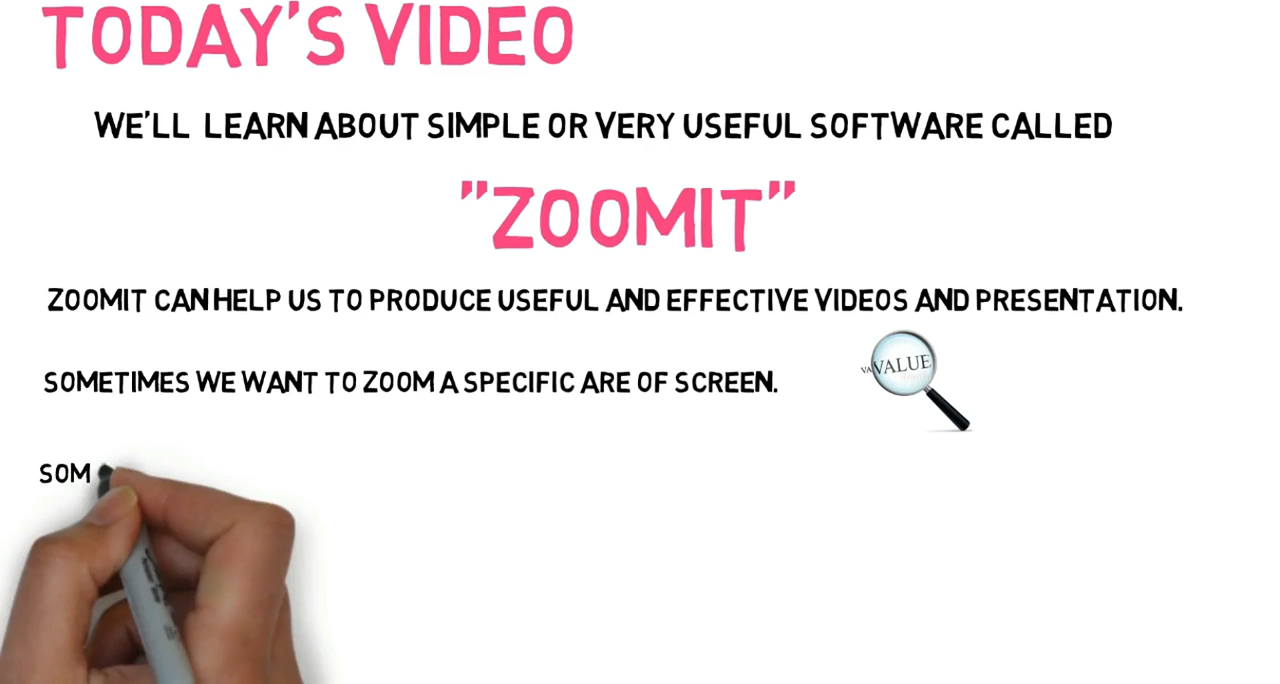 TODAY'S VIDEO
WE'LL LEARN ABOUT SIMPLE OR VERY USEFUL SOFTWARE CALLED
"ZOOMIT"
ZOOMIT CAN HELP US TO PRODUCE USEFUL AND EFFECTIVE VIDEOS AND PRESENTATION.
SOMETIMES WE WANT TO ZOOM A SPECIFIC ARE OF SCREEN.
VA VALUE
SOM